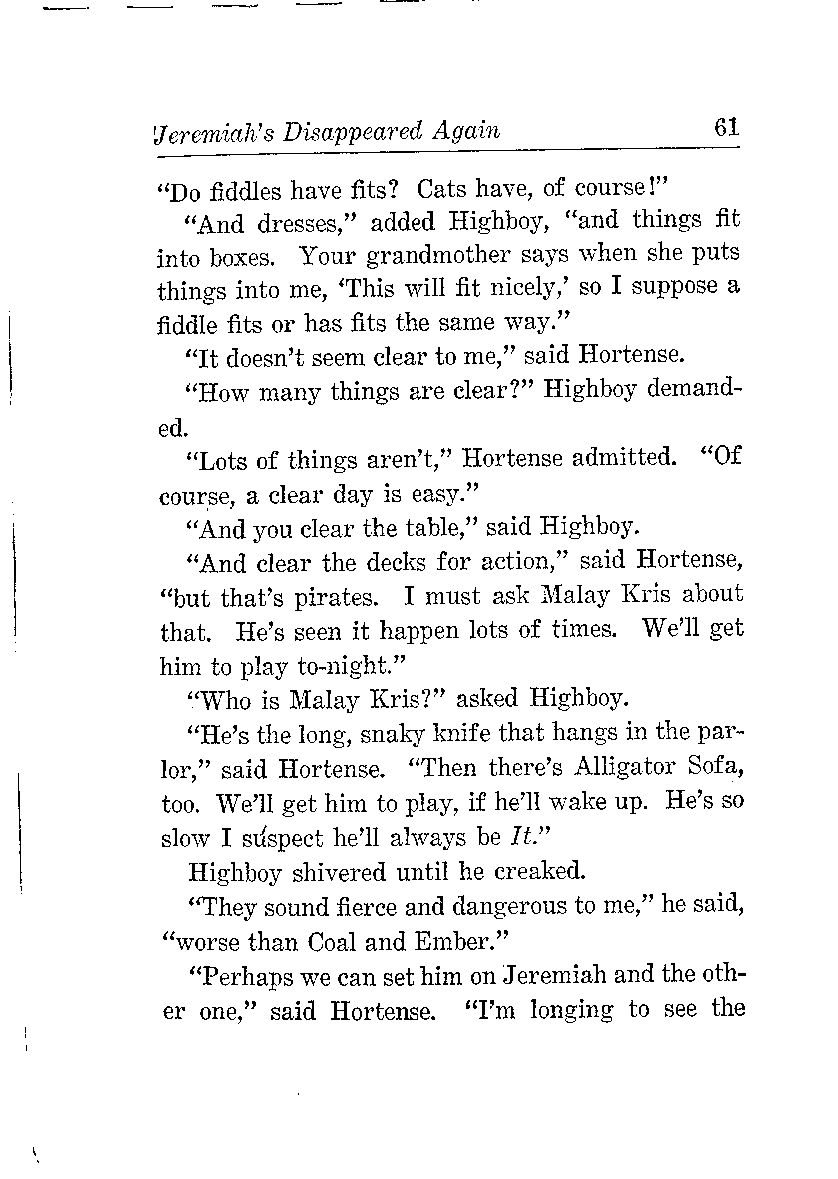 Jeremiah's Disappeared Again 61
“Do fiddles have fits? Cats have, of course!”
“And dresses,” added Highboy, “and things fit
into boxes. Your grandmother says when she puts
things into me, ‘This will fit nicely,’ so I suppose a
fiddle fits or has fits the same way.”
“It doesn’t seem clear to me,” said Hortense.
“How many things are clear?” Highboy demand-
ed.
“Lots of things aren’t,” Hortense admitted. “Of
course, a clear day is easy.”
“And you clear the table,” said Highboy.
“And clear the decks for action,” said Hortense,
“but that’s pirates. I must ask Malay Kris about
that. He’s seen it happen lots of times. We’ll get
him to play to-night.”
“Who is Malay Kris?” asked Highboy.
“He’s the long, snaky knife that hangs in the par-
lor,” said Hortense. “Then there’s Alligator Sofa,
too. We’ll get him to play, if he’ll wake up. He’s so
slow I suspect he’ll always be It.”
Highboy shivered until he creaked.
“They sound fierce and dangerous to me,” he said,
“worse than Coal and Ember.”
“Perhaps we can set him on Jeremiah and the oth-
er one,” said Hortense. “I’m longing to see the